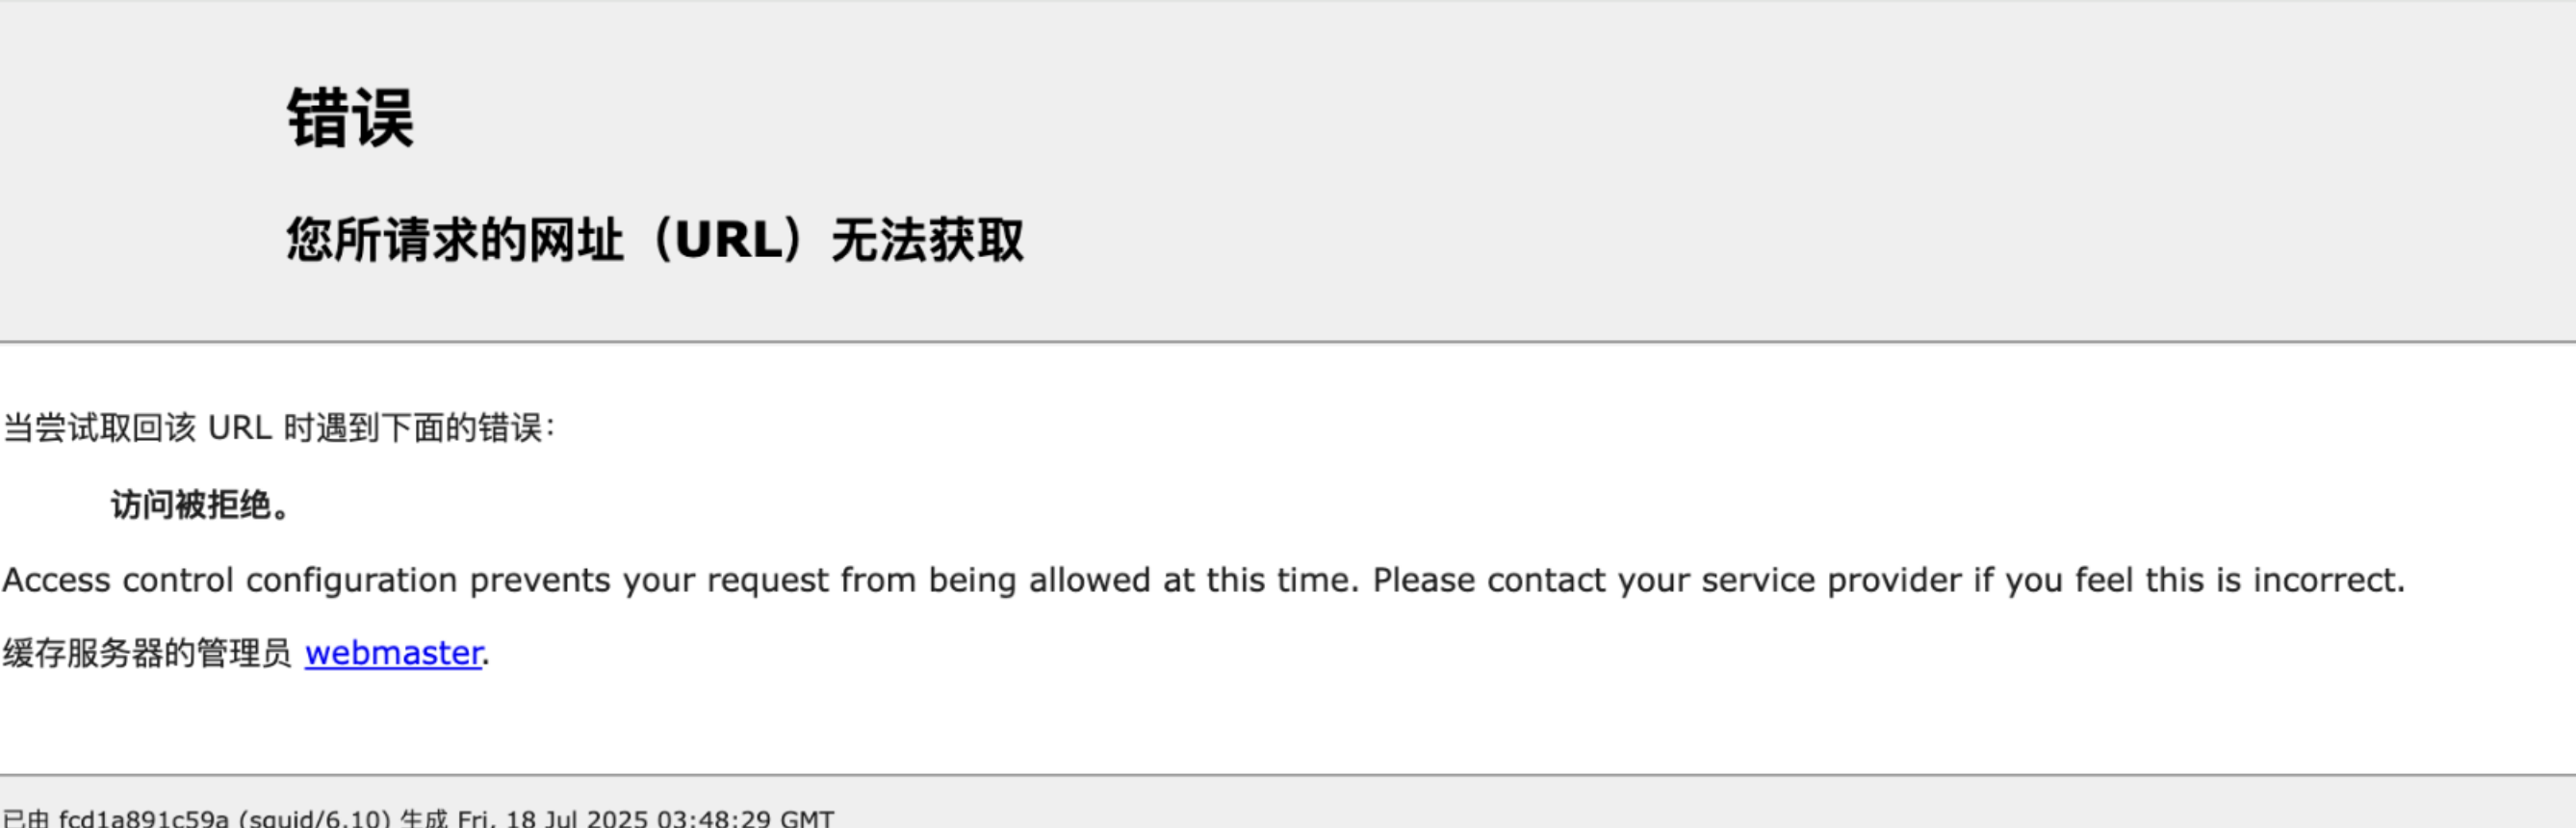 错误
您所请求的网址（URL）无法获取
当尝试取回该 URL 时遇到下面的错误：
访问被拒绝。
Access control configuration prevents your request from being allowed at this time. Please contact your service provider if you feel this is incorrect.
缓存服务器的管理员 webmaster.
已由 fcd1a891c59a (squid/6.10) 生成 Fri, 18 Jul 2025 03:48:29 GMT